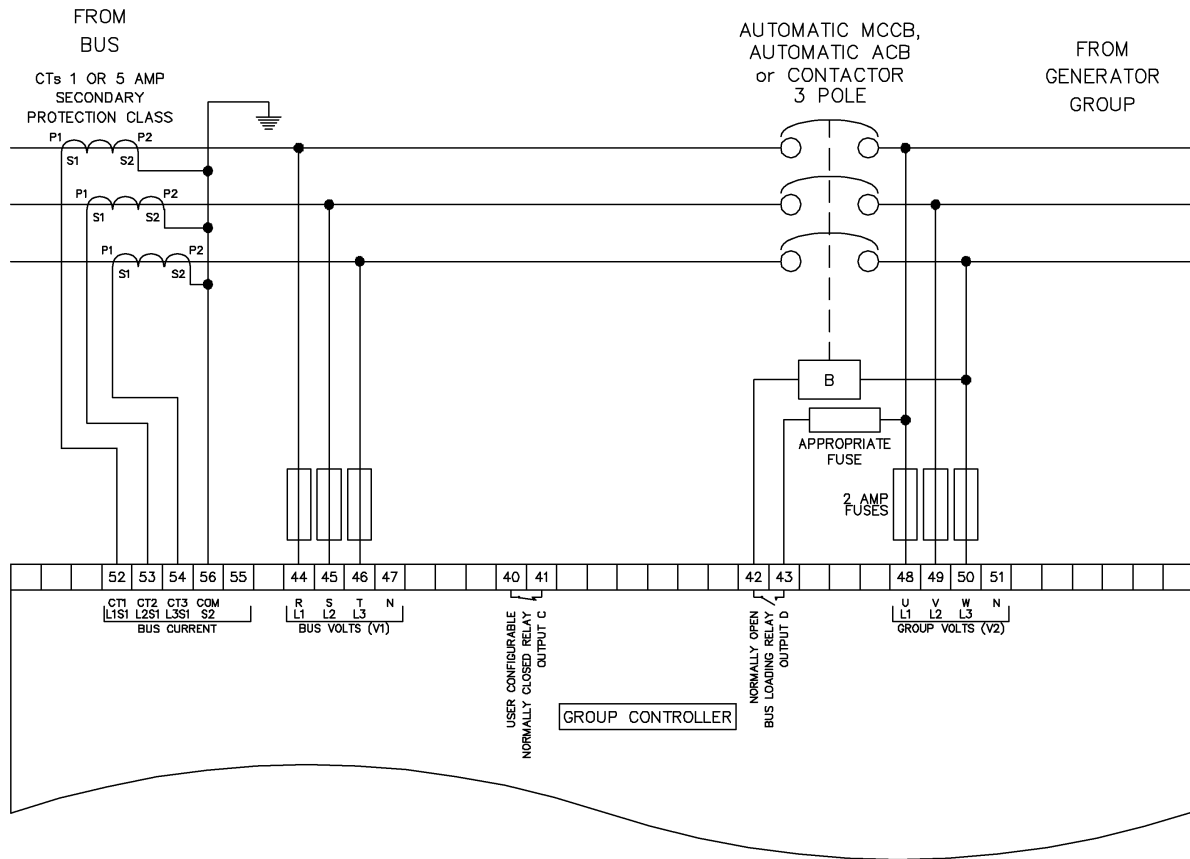 FROM
BUS
CTs 1 OR 5 AMP
SECONDARY
PROTECTION CLASS
AUTOMATIC MCCB,
AUTOMATIC ACB
or CONTACTOR
3 POLE
FROM
GENERATOR
GROUP
P1 P2
S1 S2
P1 P2
S1 S2
P1 P2
S1 S2
B
APPROPRIATE
FUSE
2 AMP
FUSES
52 53 54 56 55 44 45 46 47 40 41 42 43 48 49 50 51
CT1 CT2 CT3 COM
L1S1 L2S1 L3S1 S2
BUS CURRENT
R S T N
L1 L2 L3
BUS VOLTS (V1)
USER CONFIGURABLE
NORMALLY CLOSED RELAY
OUTPUT C
NORMALLY OPEN
BUS LOADING RELAY
OUTPUT D
U V W N
L1 L2 L3
GROUP VOLTS (V2)
GROUP CONTROLLER